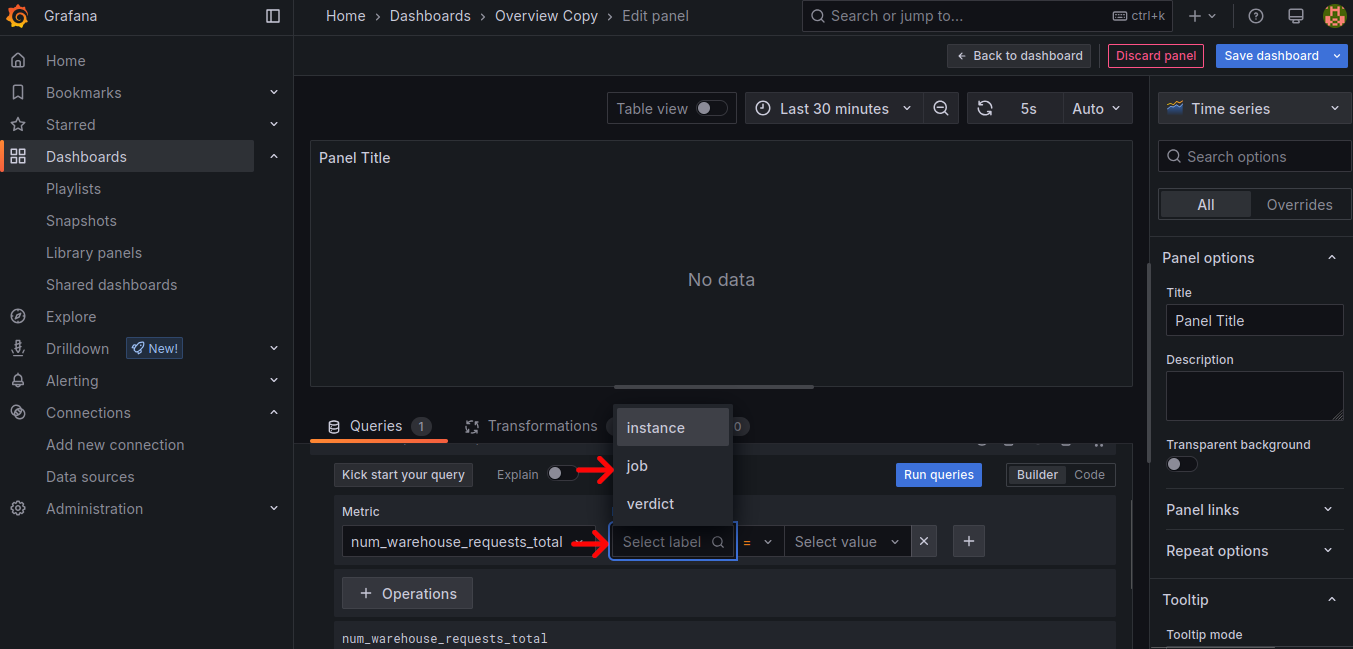 Grafana
Home › Dashboards › Overview Copy › Edit panel
Search or jump to...
ctrl+k
Back to dashboard
Discard panel
Save dashboard
Home
Bookmarks
Starred
Dashboards
Playlists
Snapshots
Library panels
Shared dashboards
Explore
Drilldown
New!
Alerting
Connections
Add new connection
Data sources
Administration
Table view
Last 30 minutes
5s
Auto
Panel Title
No data
Queries 1
Transformations
0
instance
job
verdict
Kick start your query
Explain
Run queries
Builder
Code
Metric
num_warehouse_requests_total
Select label
=
Select value
+ Operations
num_warehouse_requests_total
Time series
Search options
All
Overrides
Panel options
Title
Panel Title
Description
Transparent background
Panel links
Repeat options
Tooltip
Tooltip mode